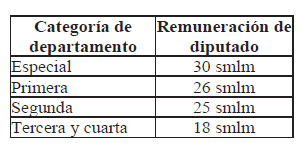 Categoría de departamento | Remuneración de diputado
Especial | 30 smlm
Primera | 26 smlm
Segunda | 25 smlm
Tercera y cuarta | 18 smlm